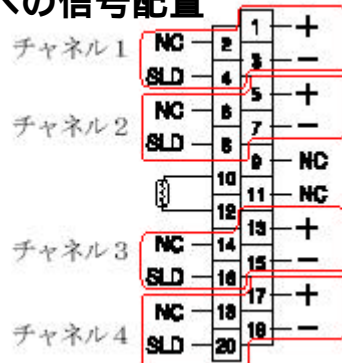 への信号配置
1 +
チャネル1 NC 2
3 −
SLD 4
5 +
チャネル2 NC 6
7 −
SLD 8
9 NC
10
11 NC
12
13 +
チャネル3 NC 14
15 −
SLD 16
17 +
NC 18
チャネル4
19 −
SLD 20